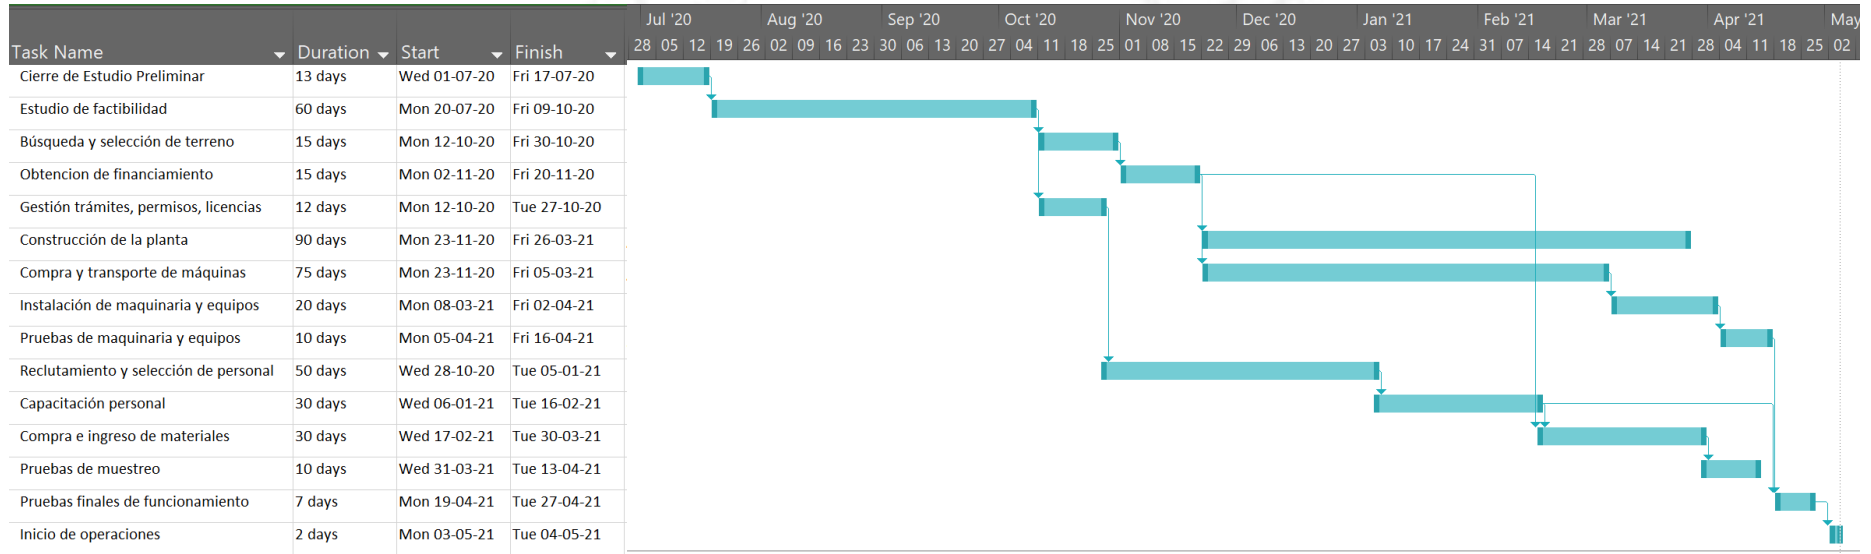 Jul '20 Aug '20 Sep '20 Oct '20 Nov '20 Dec '20 Jan '21 Feb '21 Mar '21 Apr '21 May
Task Name Duration Start Finish 28 05 12 19 26 02 09 16 23 30 06 13 20 27 04 11 18 25 01 08 15 22 29 06 13 20 27 03 10 17 24 31 07 14 21 28 07 14 21 28 04 11 18 25 02
Cierre de Estudio Preliminar 13 days Wed 01-07-20 Fri 17-07-20
Estudio de factibilidad 60 days Mon 20-07-20 Fri 09-10-20
Búsqueda y selección de terreno 15 days Mon 12-10-20 Fri 30-10-20
Obtencion de financiamiento 15 days Mon 02-11-20 Fri 20-11-20
Gestión trámites, permisos, licencias 12 days Mon 12-10-20 Tue 27-10-20
Construcción de la planta 90 days Mon 23-11-20 Fri 26-03-21
Compra y transporte de máquinas 75 days Mon 23-11-20 Fri 05-03-21
Instalación de maquinaria y equipos 20 days Mon 08-03-21 Fri 02-04-21
Pruebas de maquinaria y equipos 10 days Mon 05-04-21 Fri 16-04-21
Reclutamiento y selección de personal 50 days Wed 28-10-20 Tue 05-01-21
Capacitación personal 30 days Wed 06-01-21 Tue 16-02-21
Compra e ingreso de materiales 30 days Wed 17-02-21 Tue 30-03-21
Pruebas de muestreo 10 days Wed 31-03-21 Tue 13-04-21
Pruebas finales de funcionamiento 7 days Mon 19-04-21 Tue 27-04-21
Inicio de operaciones 2 days Mon 03-05-21 Tue 04-05-21